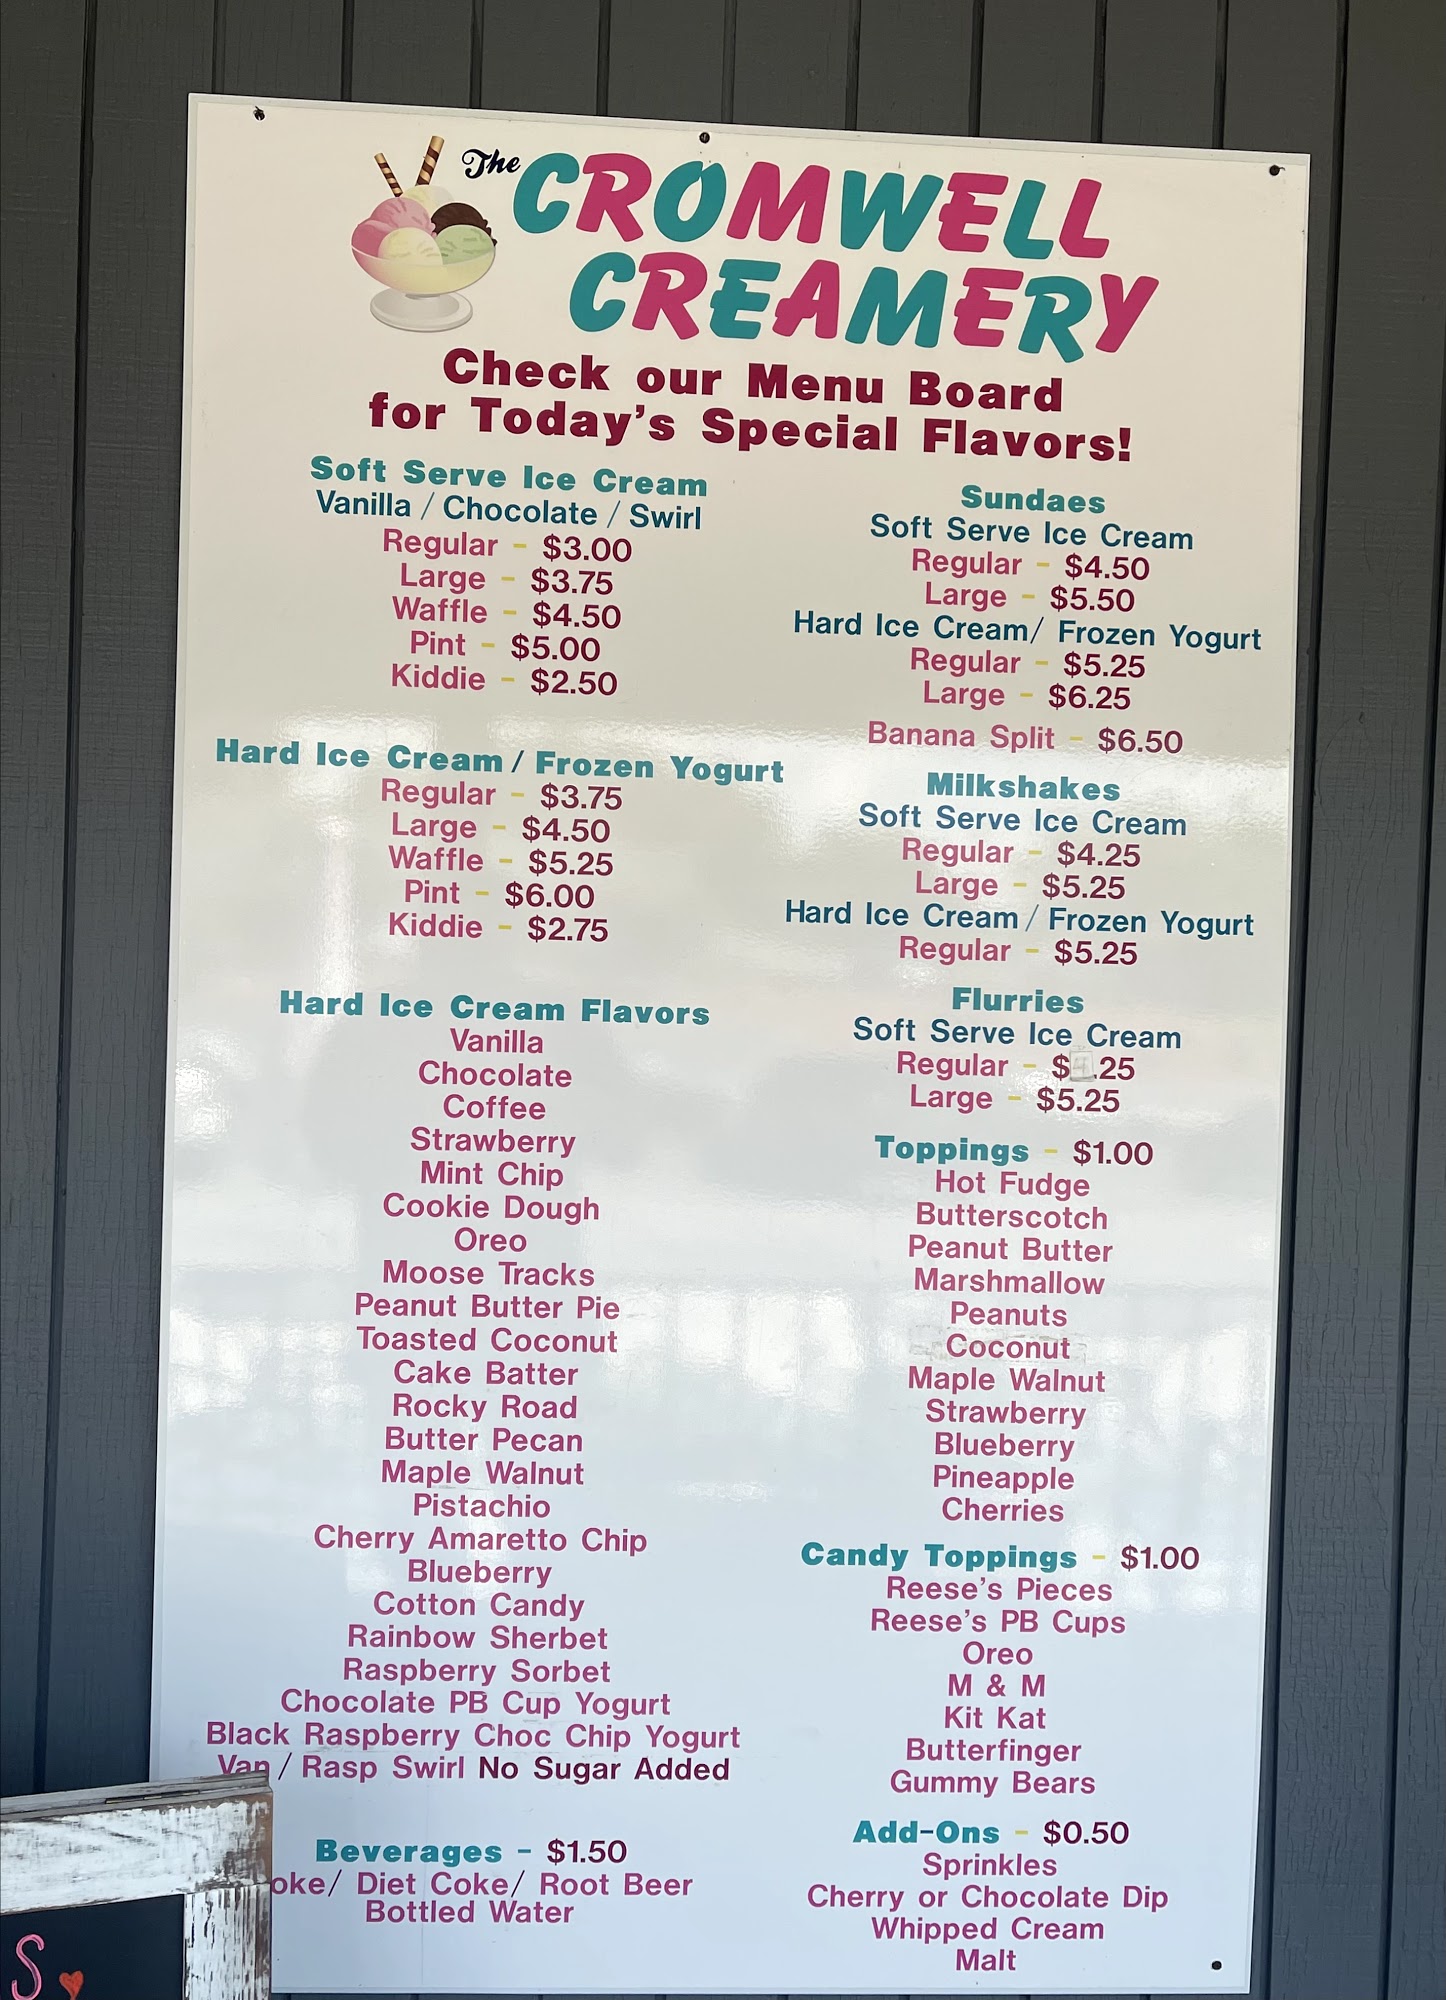 The CROMWELL
CREAMERY
Check our Menu Board
for Today's Special Flavors!
Soft Serve Ice Cream
Vanilla / Chocolate / Swirl
Regular - $3.00
Large - $3.75
Waffle - $4.50
Pint - $5.00
Kiddie - $2.50
Hard Ice Cream / Frozen Yogurt
Regular - $3.75
Large - $4.50
Waffle - $5.25
Pint - $6.00
Kiddie - $2.75
Hard Ice Cream Flavors
Vanilla
Chocolate
Coffee
Strawberry
Mint Chip
Cookie Dough
Oreo
Moose Tracks
Peanut Butter Pie
Toasted Coconut
Cake Batter
Rocky Road
Butter Pecan
Maple Walnut
Pistachio
Cherry Amaretto Chip
Blueberry
Cotton Candy
Rainbow Sherbet
Raspberry Sorbet
Chocolate PB Cup Yogurt
Black Raspberry Choc Chip Yogurt
Van / Rasp Swirl No Sugar Added
Beverages - $1.50
oke/ Diet Coke/ Root Beer
Bottled Water
Sundaes
Soft Serve Ice Cream
Regular - $4.50
Large - $5.50
Hard Ice Cream/ Frozen Yogurt
Regular - $5.25
Large - $6.25
Banana Split - $6.50
Milkshakes
Soft Serve Ice Cream
Regular - $4.25
Large - $5.25
Hard Ice Cream / Frozen Yogurt
Regular - $5.25
Flurries
Soft Serve Ice Cream
Regular - $4.25
Large - $5.25
Toppings - $1.00
Hot Fudge
Butterscotch
Peanut Butter
Marshmallow
Peanuts
Coconut
Maple Walnut
Strawberry
Blueberry
Pineapple
Cherries
Candy Toppings - $1.00
Reese's Pieces
Reese's PB Cups
Oreo
M & M
Kit Kat
Butterfinger
Gummy Bears
Add-Ons - $0.50
Sprinkles
Cherry or Chocolate Dip
Whipped Cream
Malt
S